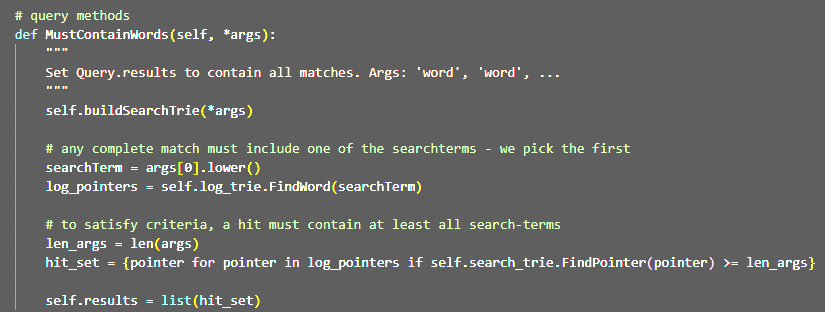 # query methods
def MustContainWords(self, *args):
"""
Set Query.results to contain all matches. Args: 'word', 'word', ...
"""
self.buildSearchTrie(*args)
# any complete match must include one of the searchterms - we pick the first
searchTerm = args[0].lower()
log_pointers = self.log_trie.FindWord(searchTerm)
# to satisfy criteria, a hit must contain at least all search-terms
len_args = len(args)
hit_set = {pointer for pointer in log_pointers if self.search_trie.FindPointer(pointer) >= len_args}
self.results = list(hit_set)